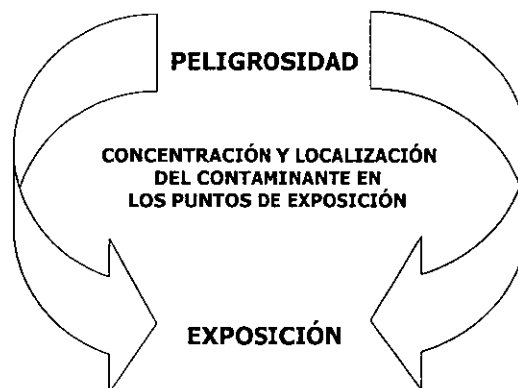 PELIGROSIDAD
CONCENTRACIÓN Y LOCALIZACIÓN
DEL CONTAMINANTE EN
LOS PUNTOS DE EXPOSICIÓN
EXPOSICIÓN